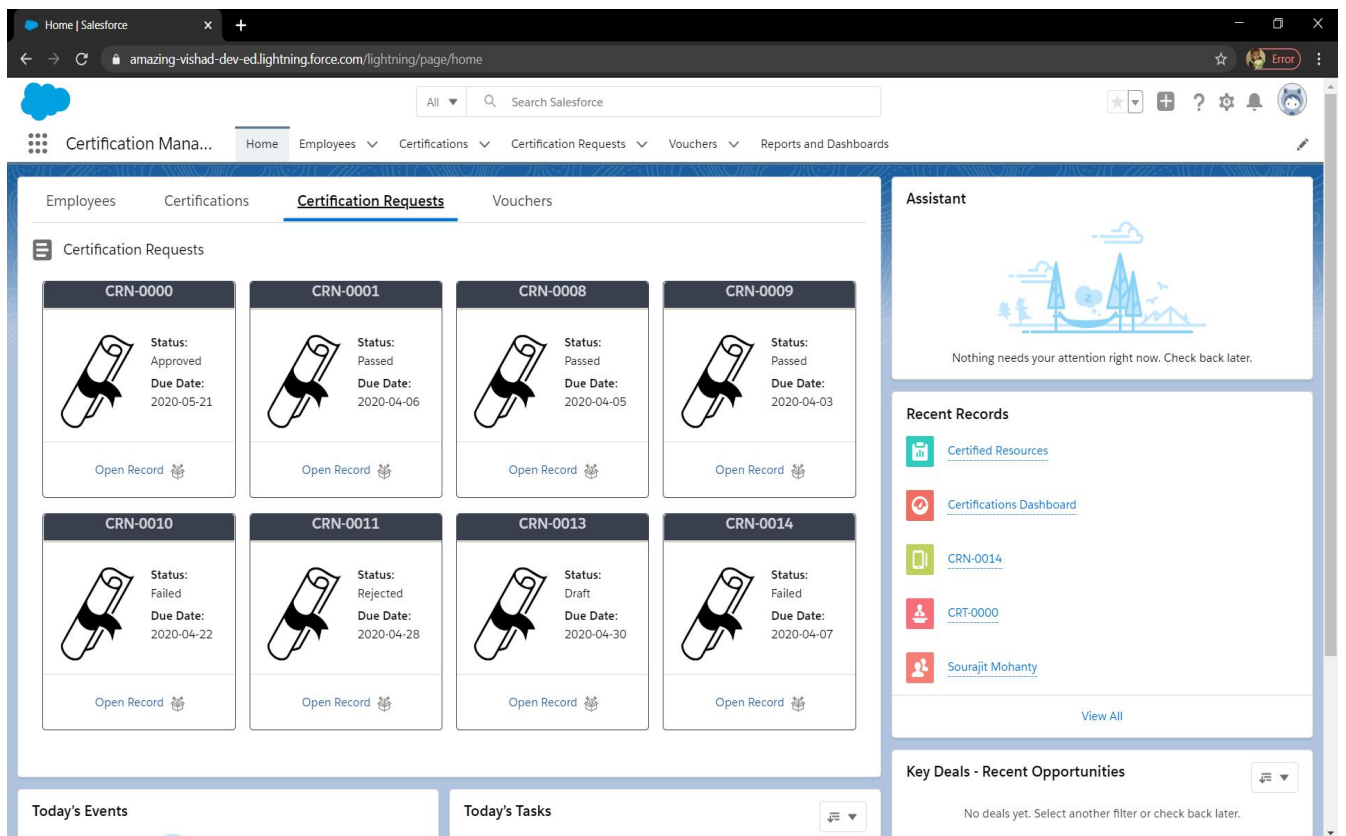 Home | Salesforce
amazing-vishad-dev-ed.lightning.force.com/lightning/page/home
Error
All
Search Salesforce
Certification Mana...
Home
Employees
Certifications
Certification Requests
Vouchers
Reports and Dashboards
Employees
Certifications
Certification Requests
Vouchers
Certification Requests
CRN-0000
Status:
Approved
Due Date:
2020-05-21
Open Record
CRN-0001
Status:
Passed
Due Date:
2020-04-06
Open Record
CRN-0008
Status:
Passed
Due Date:
2020-04-05
Open Record
CRN-0009
Status:
Passed
Due Date:
2020-04-03
Open Record
CRN-0010
Status:
Failed
Due Date:
2020-04-22
Open Record
CRN-0011
Status:
Rejected
Due Date:
2020-04-28
Open Record
CRN-0013
Status:
Draft
Due Date:
2020-04-30
Open Record
CRN-0014
Status:
Failed
Due Date:
2020-04-07
Open Record
Today's Events
Today's Tasks
Assistant
z
Nothing needs your attention right now. Check back later.
Recent Records
Certified Resources
Certifications Dashboard
CRN-0014
CRT-0000
Sourajit Mohanty
View All
Key Deals - Recent Opportunities
No deals yet. Select another filter or check back later.